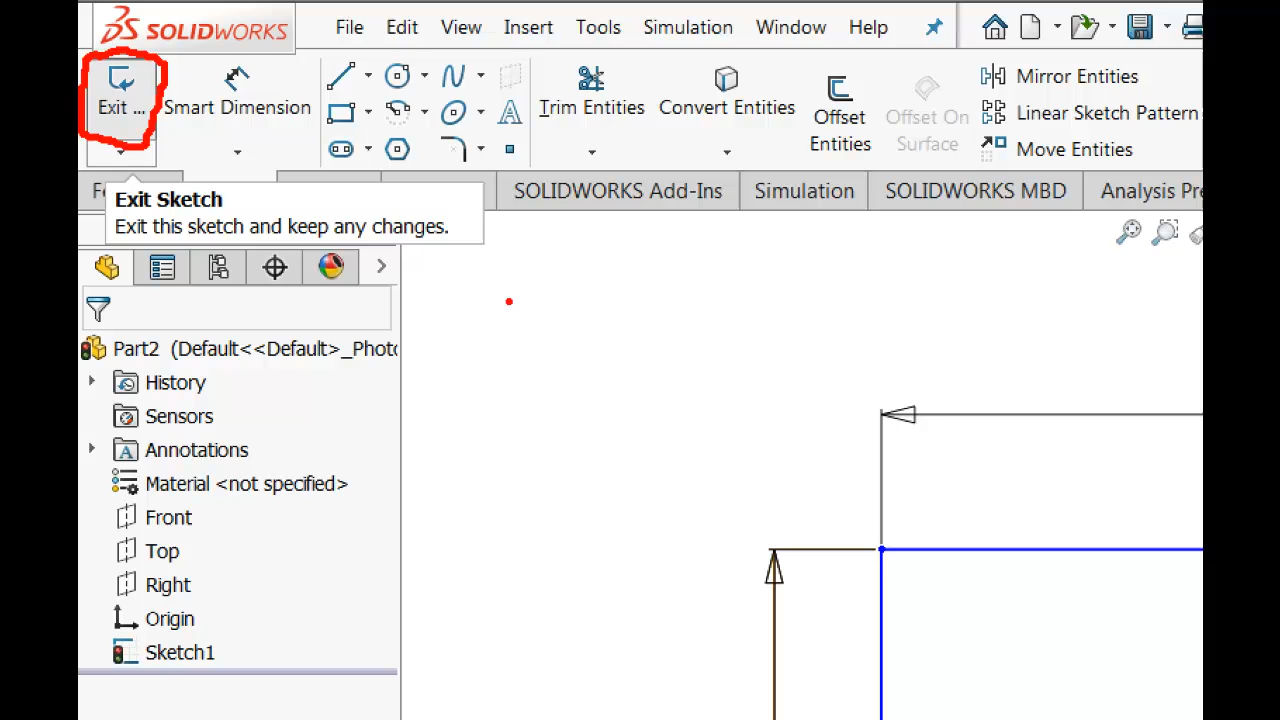 SOLIDWORKS
File Edit View Insert Tools Simulation Window Help
Exit ... Smart Dimension Trim Entities Convert Entities Offset Entities Offset On Surface
Mirror Entities
Linear Sketch Pattern
Move Entities
SOLIDWORKS Add-Ins Simulation SOLIDWORKS MBD Analysis Pre
Exit Sketch
Exit this sketch and keep any changes.
Part2 (Default<<Default>_Photo
History
Sensors
Annotations
Material <not specified>
Front
Top
Right
Origin
Sketch1